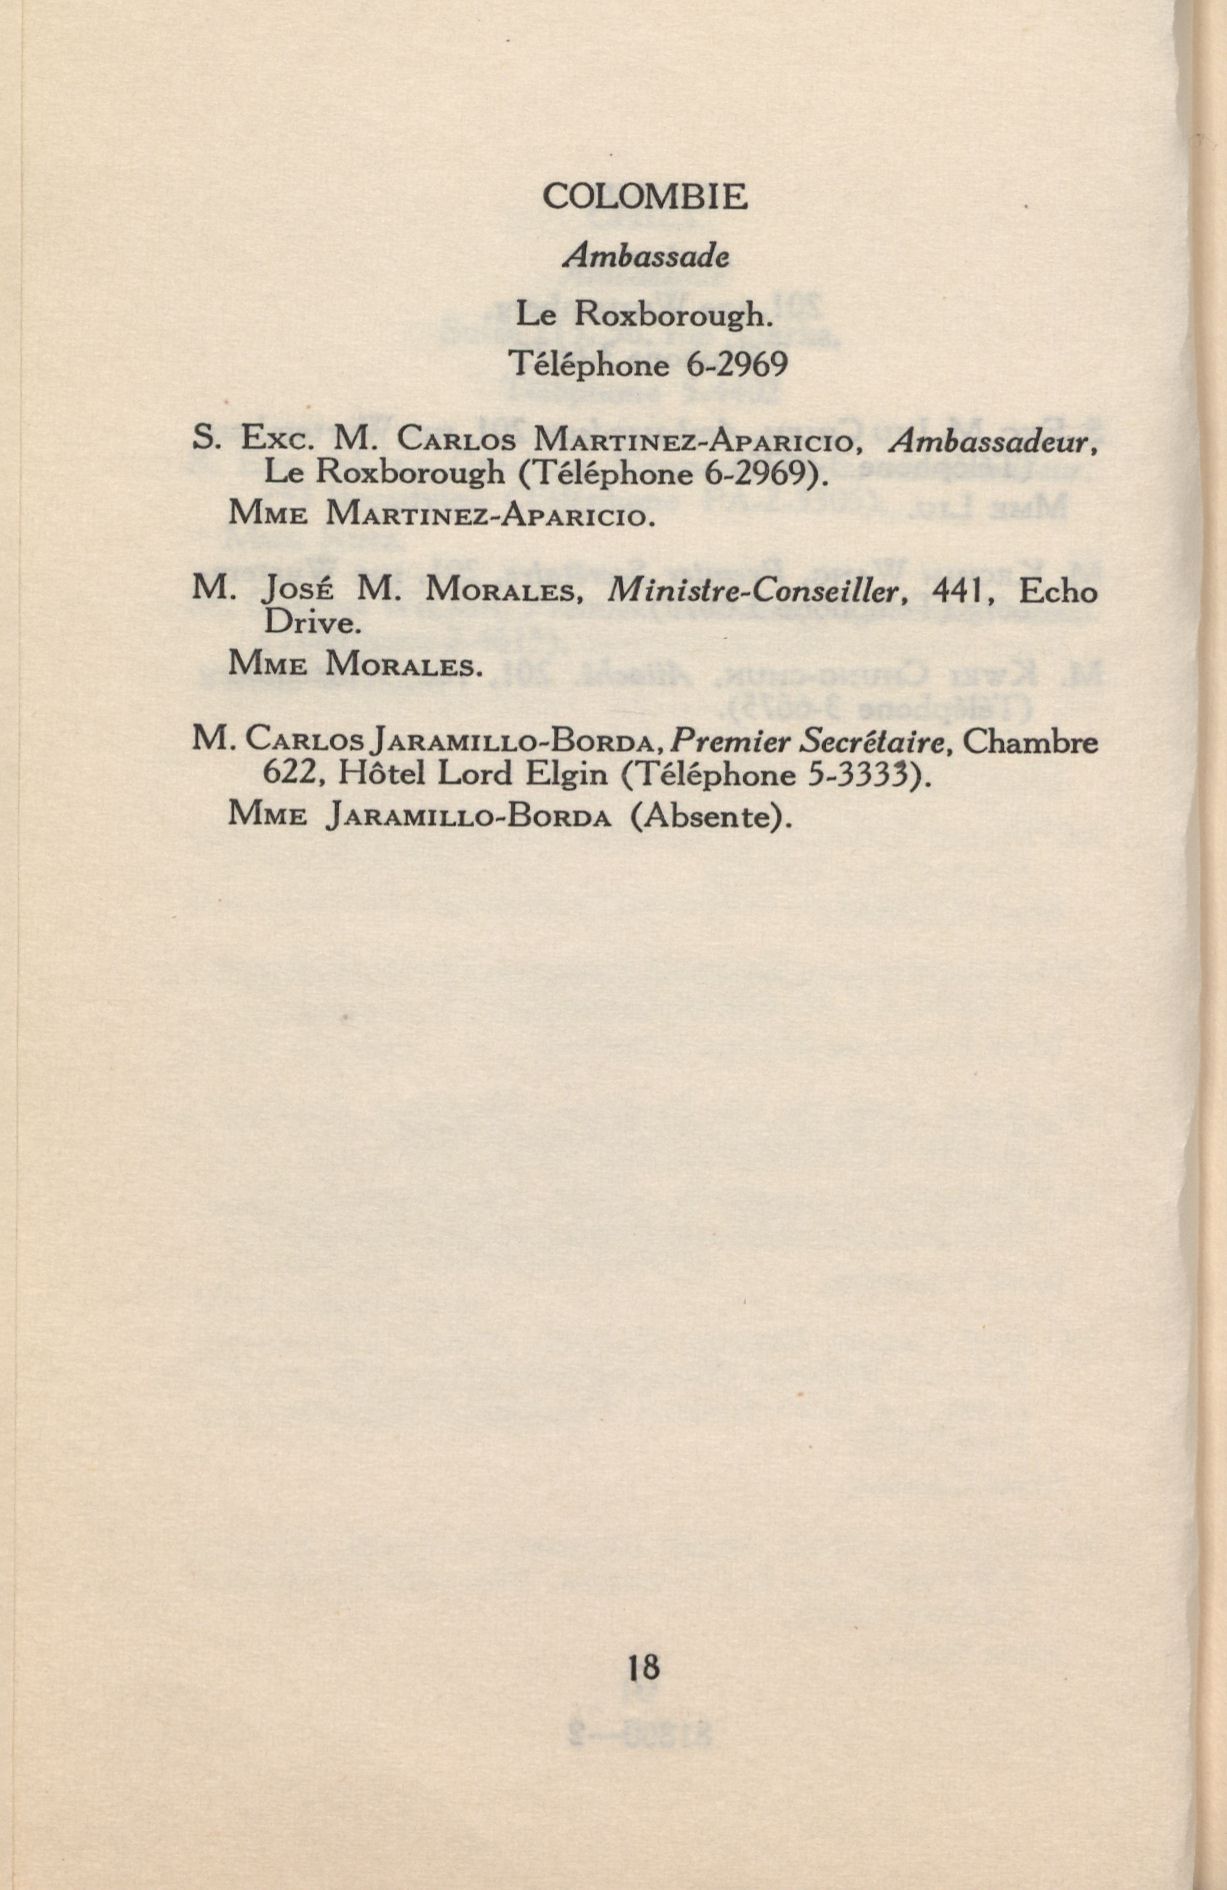 COLOMBIE
Ambassade
Le Roxborough.
Téléphone 6-2969
S. Exc. M. Carlos Martinez-Aparicio, Ambassadeur,
Le Roxborough (Téléphone 6-2969).
Mme Martinez-Aparicio.
M. José M. Morales, Ministre-Conseiller, 441, Echo
Drive.
Mme Morales.
M. Carlos Jaramillo-Borda, Premier Secrétaire, Chambre
622, Hôtel Lord Elgin (Téléphone 5-3333).
Mme Jaramillo-Borda (Absente).
18